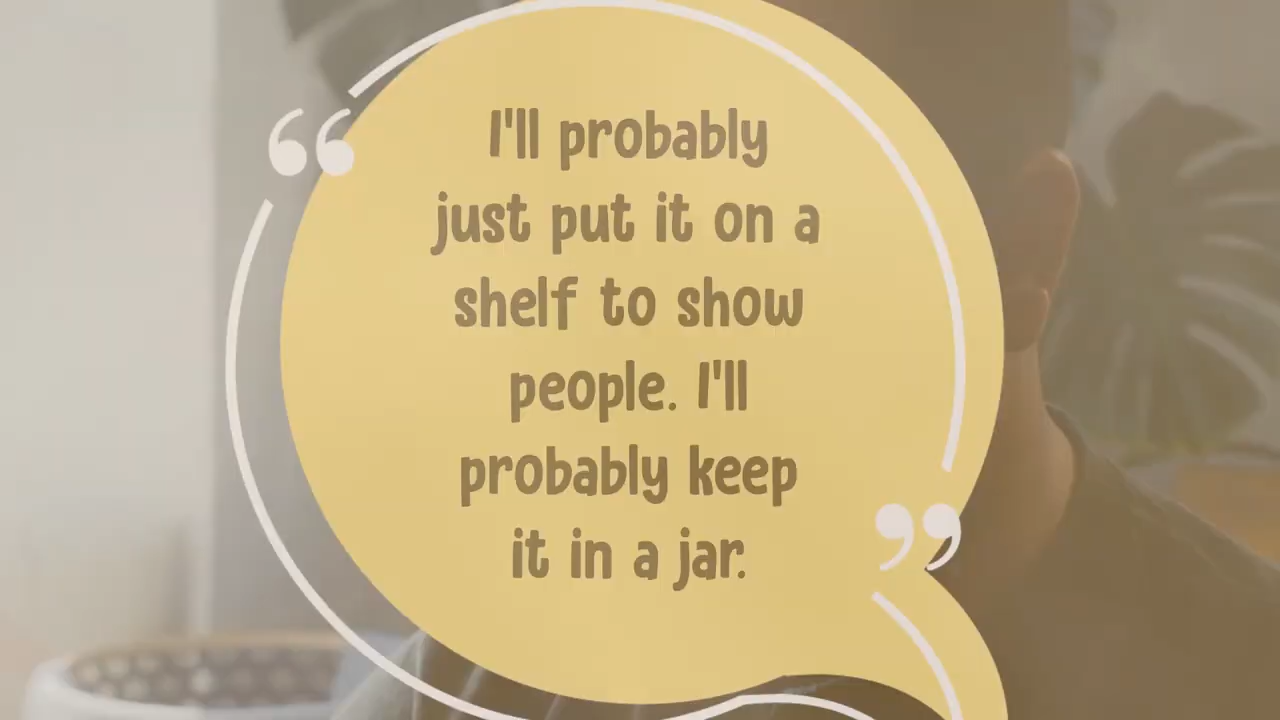 I'll probably
just put it on a
shelf to show
people. I'll
probably keep
it in a jar.